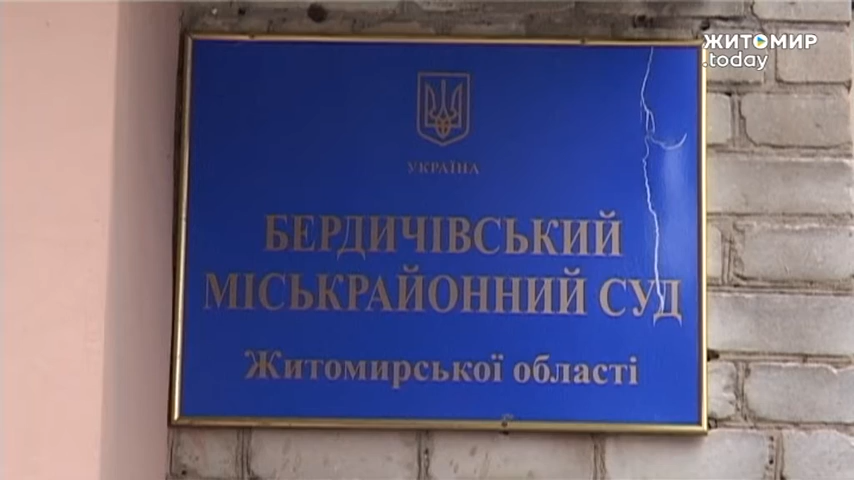 ЖИТОМИР
.today
УКРАЇНА
БЕРДИЧІВСЬКИЙ
МІСЬКРАЙОННИЙ СУД
Житомирської області